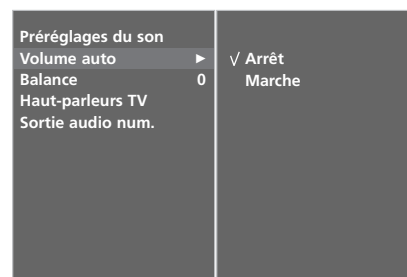 Préréglages du son
Volume auto ►
Balance 0
Haut-parleurs TV
Sortie audio num.
√ Arrêt
Marche